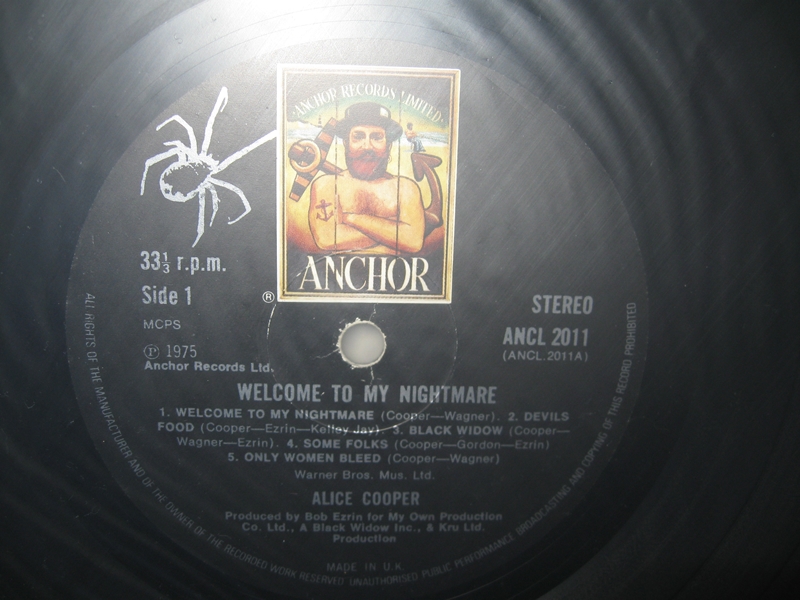 ANCHOR RECORDS LIMITED
ANCHOR
®
33⅓ r.p.m.
Side 1
MCPS
Ⓟ 1975
Anchor Records Ltd.
STEREO
ANCL 2011
(ANCL.2011A)
WELCOME TO MY NIGHTMARE
1. WELCOME TO MY NIGHTMARE (Cooper—Wagner). 2. DEVILS
FOOD (Cooper—Ezrin—Kelley Jay). 3. BLACK WIDOW (Cooper—
Wagner—Ezrin). 4. SOME FOLKS (Cooper—Gordon—Ezrin)
5. ONLY WOMEN BLEED (Cooper—Wagner)
Warner Bros. Mus. Ltd.
ALICE COOPER
Produced by Bob Ezrin for My Own Production
Co. Ltd., A Black Widow Inc., & Kru Ltd.
Production
MADE IN U.K.
ALL RIGHTS OF THE MANUFACTURER AND OF THE OWNER OF THE RECORDED WORK RESERVED UNAUTHORISED PUBLIC PERFORMANCE BROADCASTING AND COPYING OF THIS RECORD PROHIBITED